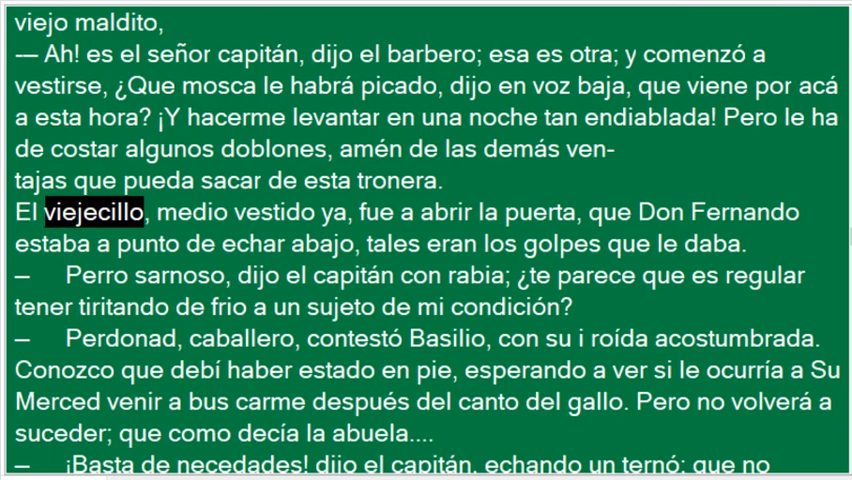 viejo maldito,
–– Ah! es el señor capitán, dijo el barbero; esa es otra; y comenzó a
vestirse, ¿Que mosca le habrá picado, dijo en voz baja, que viene por acá
a esta hora? ¡Y hacerme levantar en una noche tan endiablada! Pero le ha
de costar algunos doblones, amén de las demás ven-
tajas que pueda sacar de esta tronera.
El viejecillo, medio vestido ya, fue a abrir la puerta, que Don Fernando
estaba a punto de echar abajo, tales eran los golpes que le daba.
– Perro sarnoso, dijo el capitán con rabia; ¿te parece que es regular
tener tiritando de frio a un sujeto de mi condición?
– Perdonad, caballero, contestó Basilio, con su i roída acostumbrada.
Conozco que debí haber estado en pie, esperando a ver si le ocurría a Su
Merced venir a bus carme después del canto del gallo. Pero no volverá a
suceder; que como decía la abuela....
– ¡Basta de necedades! dijo el capitán, echando un ternó; que no